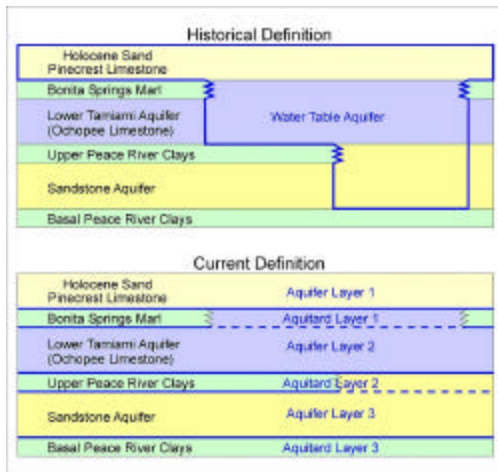 Historical Definition
Holocene Sand
Pinecrest Limestone
Bonita Springs Marl
Lower Tamiami Aquifer
(Ochopee Limestone)
Water Table Aquifer
Upper Peace River Clays
Sandstone Aquifer
Basal Peace River Clays
Current Definition
Holocene Sand
Pinecrest Limestone
Aquifer Layer 1
Bonita Springs Marl
Aquitard Layer 1
Lower Tamiami Aquifer
(Ochopee Limestone)
Aquifer Layer 2
Upper Peace River Clays
Aquitard Layer 2
Sandstone Aquifer
Aquifer Layer 3
Basal Peace River Clays
Aquitard Layer 3